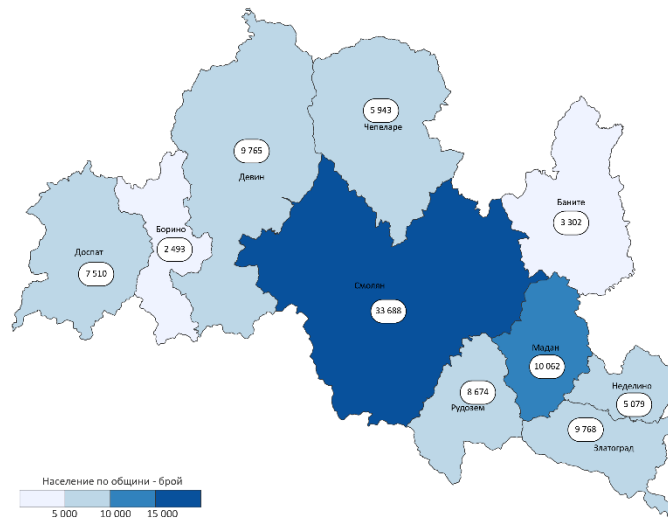 5 943
Чепеларе
9 765
Девин
Баните
3 302
Борино
2 493
Доспат
7 510
Смолян
33 688
Мадан
10 062
Неделино
5 079
8 674
Рудозем
9 768
Златоград
Население по общини - брой
5 000 10 000 15 000